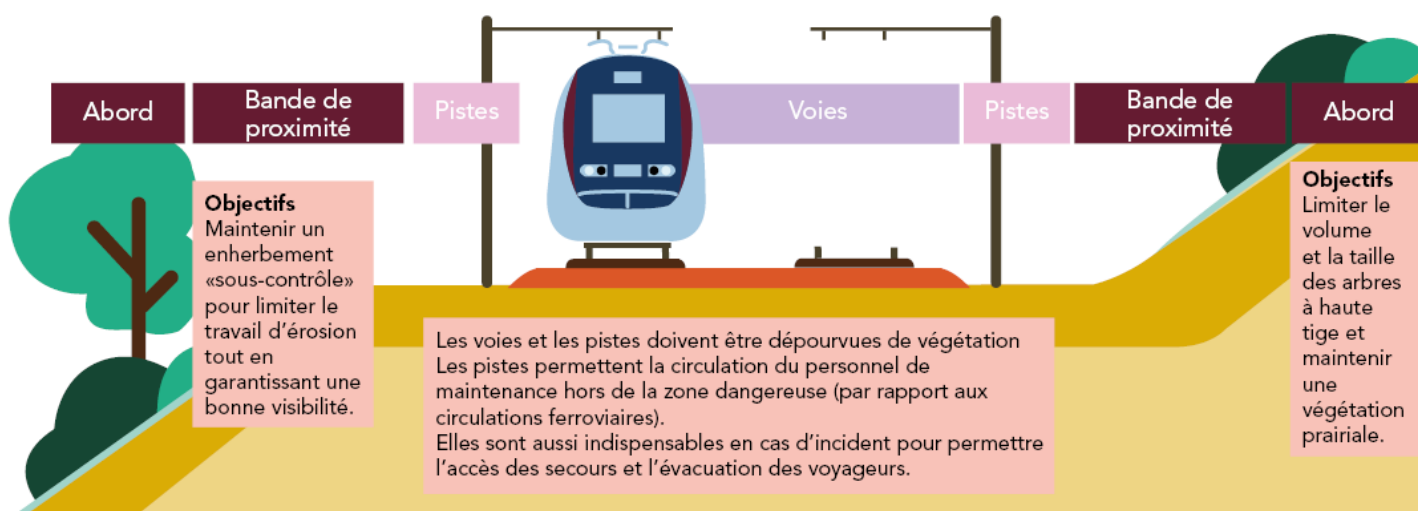 Abord
Bande de
proximité
Pistes
Voies
Pistes
Bande de
proximité
Abord
Objectifs
Maintenir un
enherbement
«sous-contrôle»
pour limiter le
travail d’érosion
tout en
garantissant une
bonne visibilité.
Les voies et les pistes doivent être dépourvues de végétation
Les pistes permettent la circulation du personnel de
maintenance hors de la zone dangereuse (par rapport aux
circulations ferroviaires).
Elles sont aussi indispensables en cas d’incident pour permettre
l’accès des secours et l’évacuation des voyageurs.
Objectifs
Limiter le
volume
et la taille
des arbres
à haute
tige et
maintenir
une
végétation
prairiale.